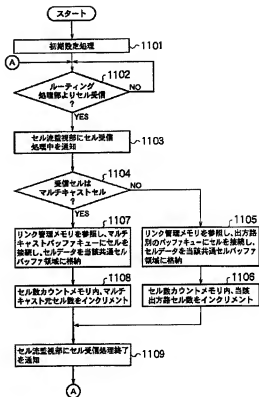 スタート
初期設定処理
1101
A
1102
ルーティング
処理部よりセル受信
?
NO
YES
セル流監視部にセル受信
処理中を通知
1103
1104
受信セルは
マルチキャストセル
?
NO
YES
1107
リンク管理メモリを参照し、マルチ
キャストバッファキューにセルを
接続し、セルデータを当該共通セル
バッファ領域に格納
1105
リンク管理メモリを参照し、出方路
別のバッファキューにセルを接続
し、セルデータを当該共通セルバッ
ファ領域に格納
1108
セル数カウントメモリ内、マルチ
キャスト元セル数をインクリメント
1106
セル数カウントメモリ内、当該
出方路セル数をインクリメント
セル流監視部にセル受信処理終了
を通知
1109
A